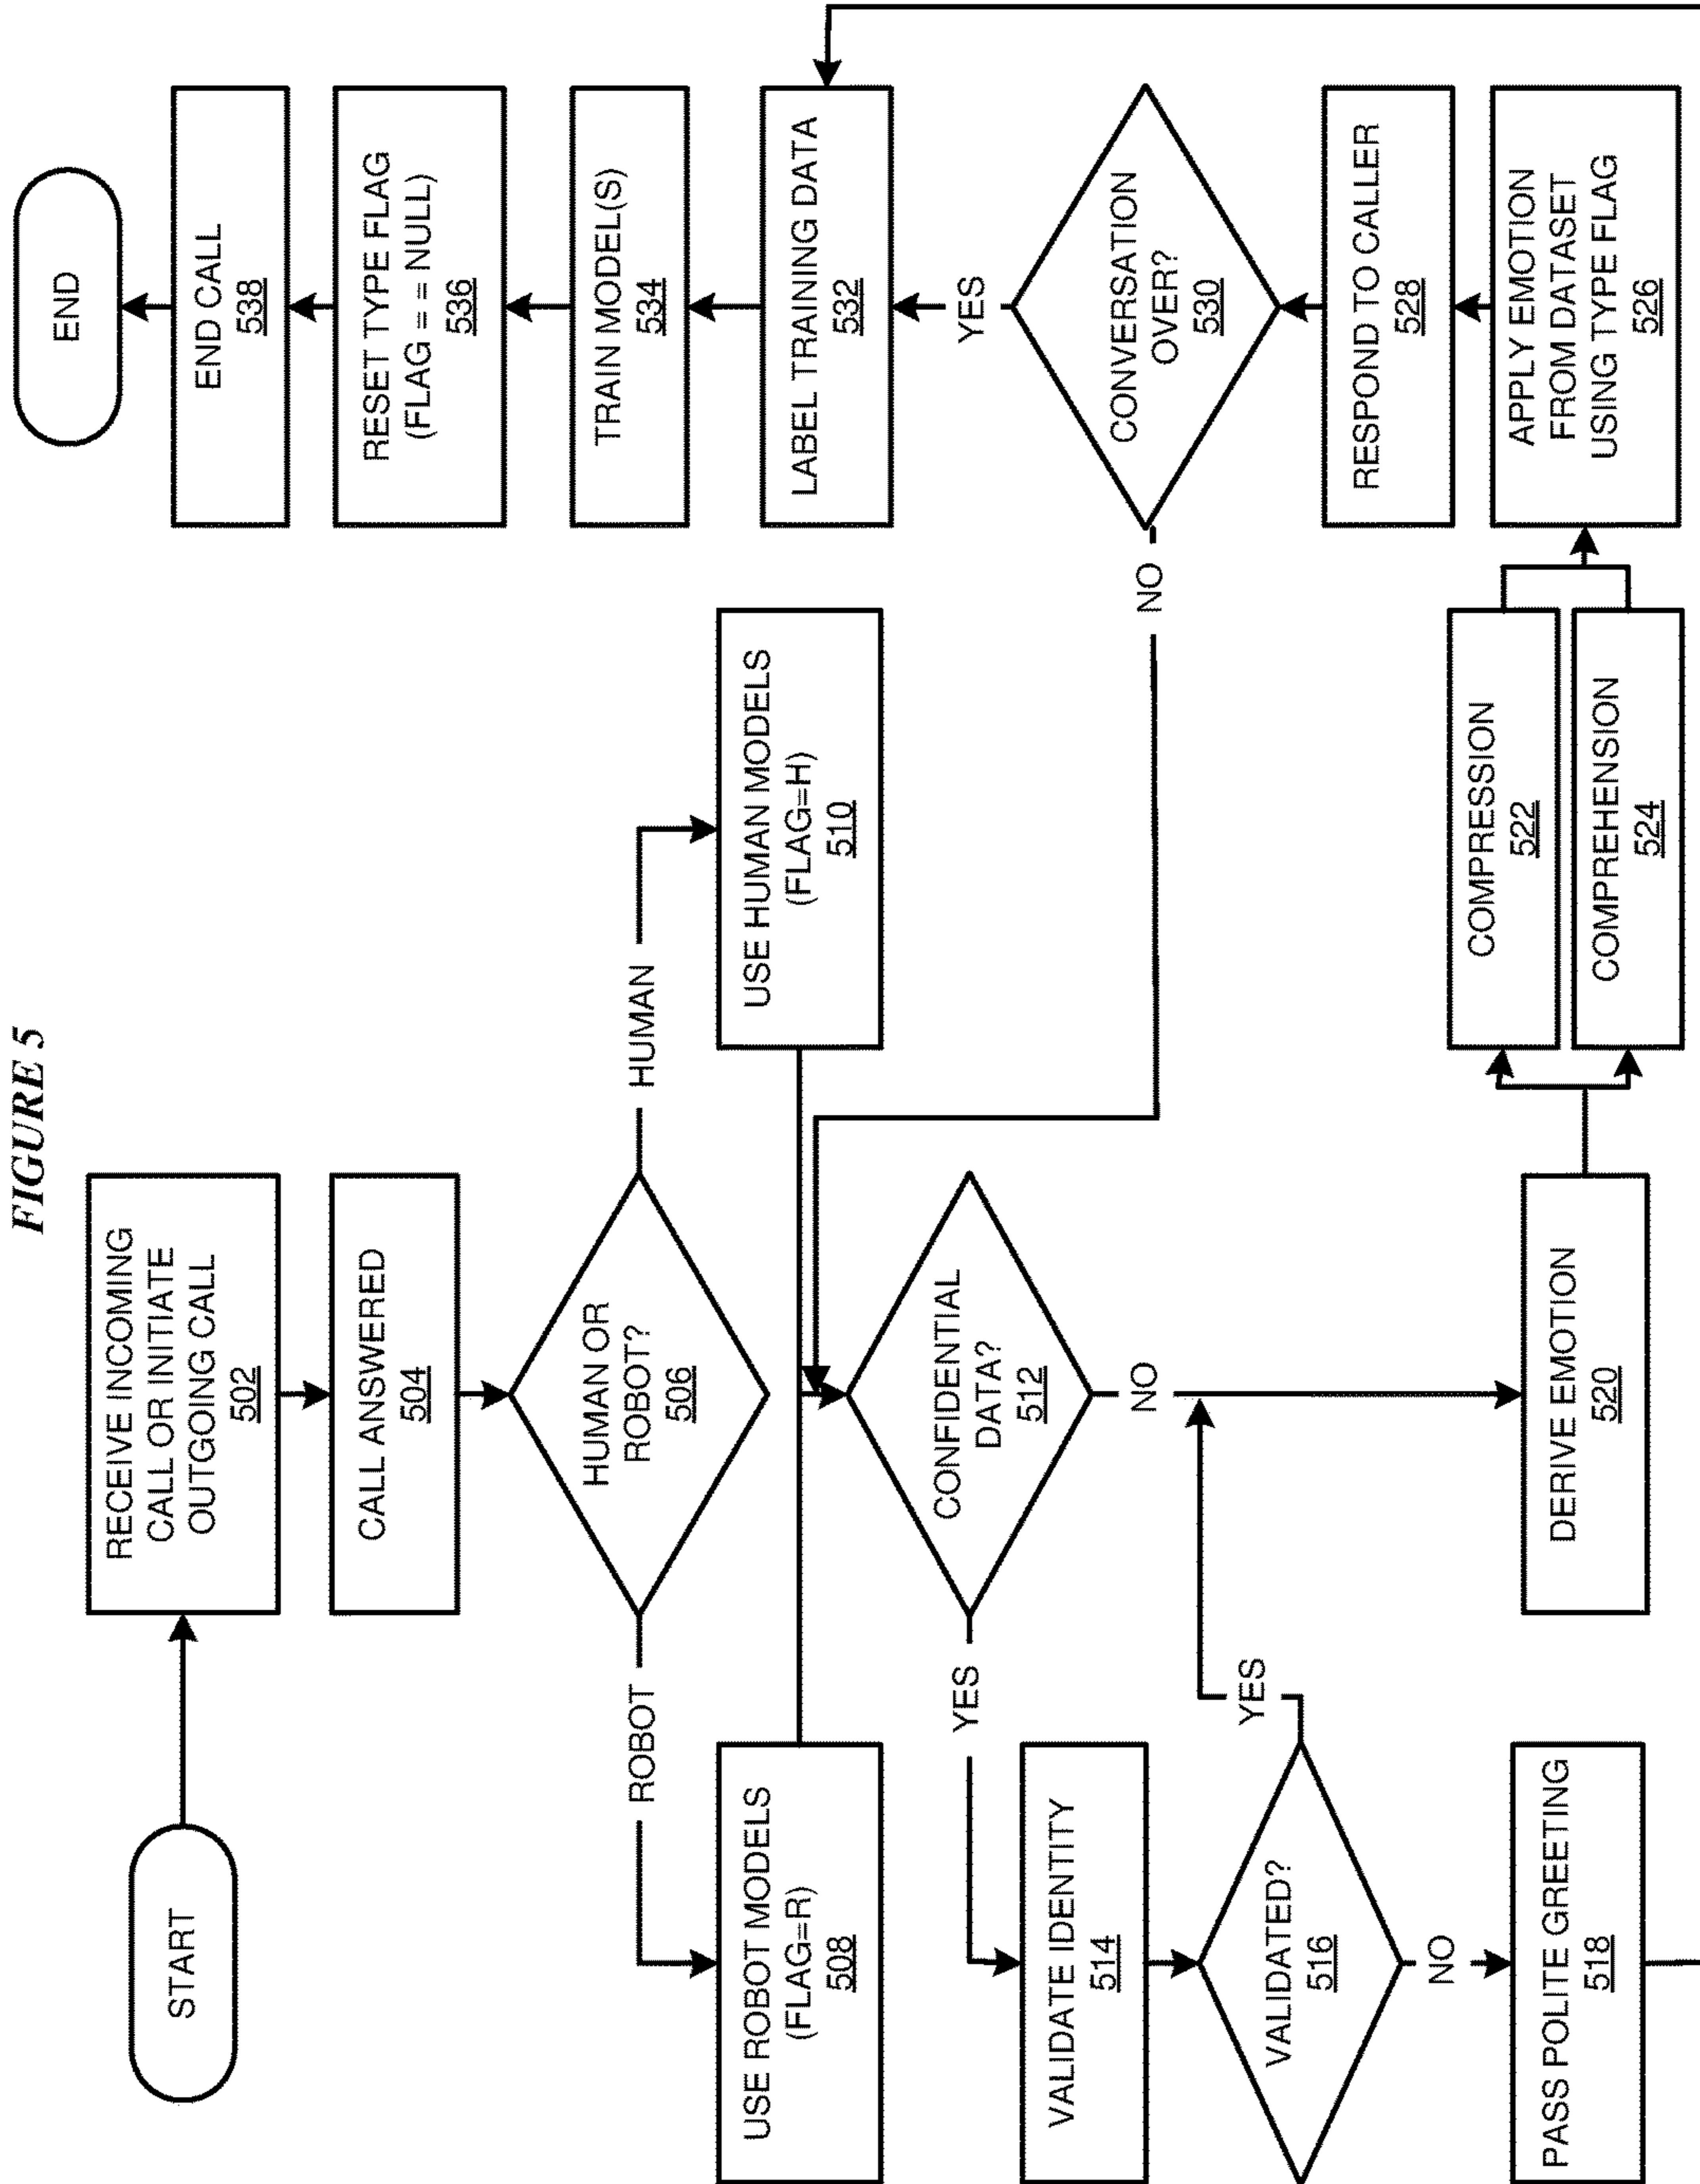 FIGURE 5
START
RECEIVE INCOMING
CALL OR INITIATE
OUTGOING CALL
502
CALL ANSWERED
504
HUMAN OR
ROBOT?
506
ROBOT
HUMAN
USE ROBOT MODELS
(FLAG=R)
508
USE HUMAN MODELS
(FLAG=H)
510
CONFIDENTIAL
DATA?
512
YES
NO
VALIDATE IDENTITY
514
VALIDATED?
516
YES
NO
PASS POLITE GREETING
518
DERIVE EMOTION
520
COMPRESSION
522
COMPREHENSION
524
APPLY EMOTION
FROM DATASET
USING TYPE FLAG
526
RESPOND TO CALLER
528
CONVERSATION
OVER?
530
NO
YES
LABEL TRAINING DATA
532
TRAIN MODEL(S)
534
RESET TYPE FLAG
(FLAG = = NULL)
536
END CALL
538
END